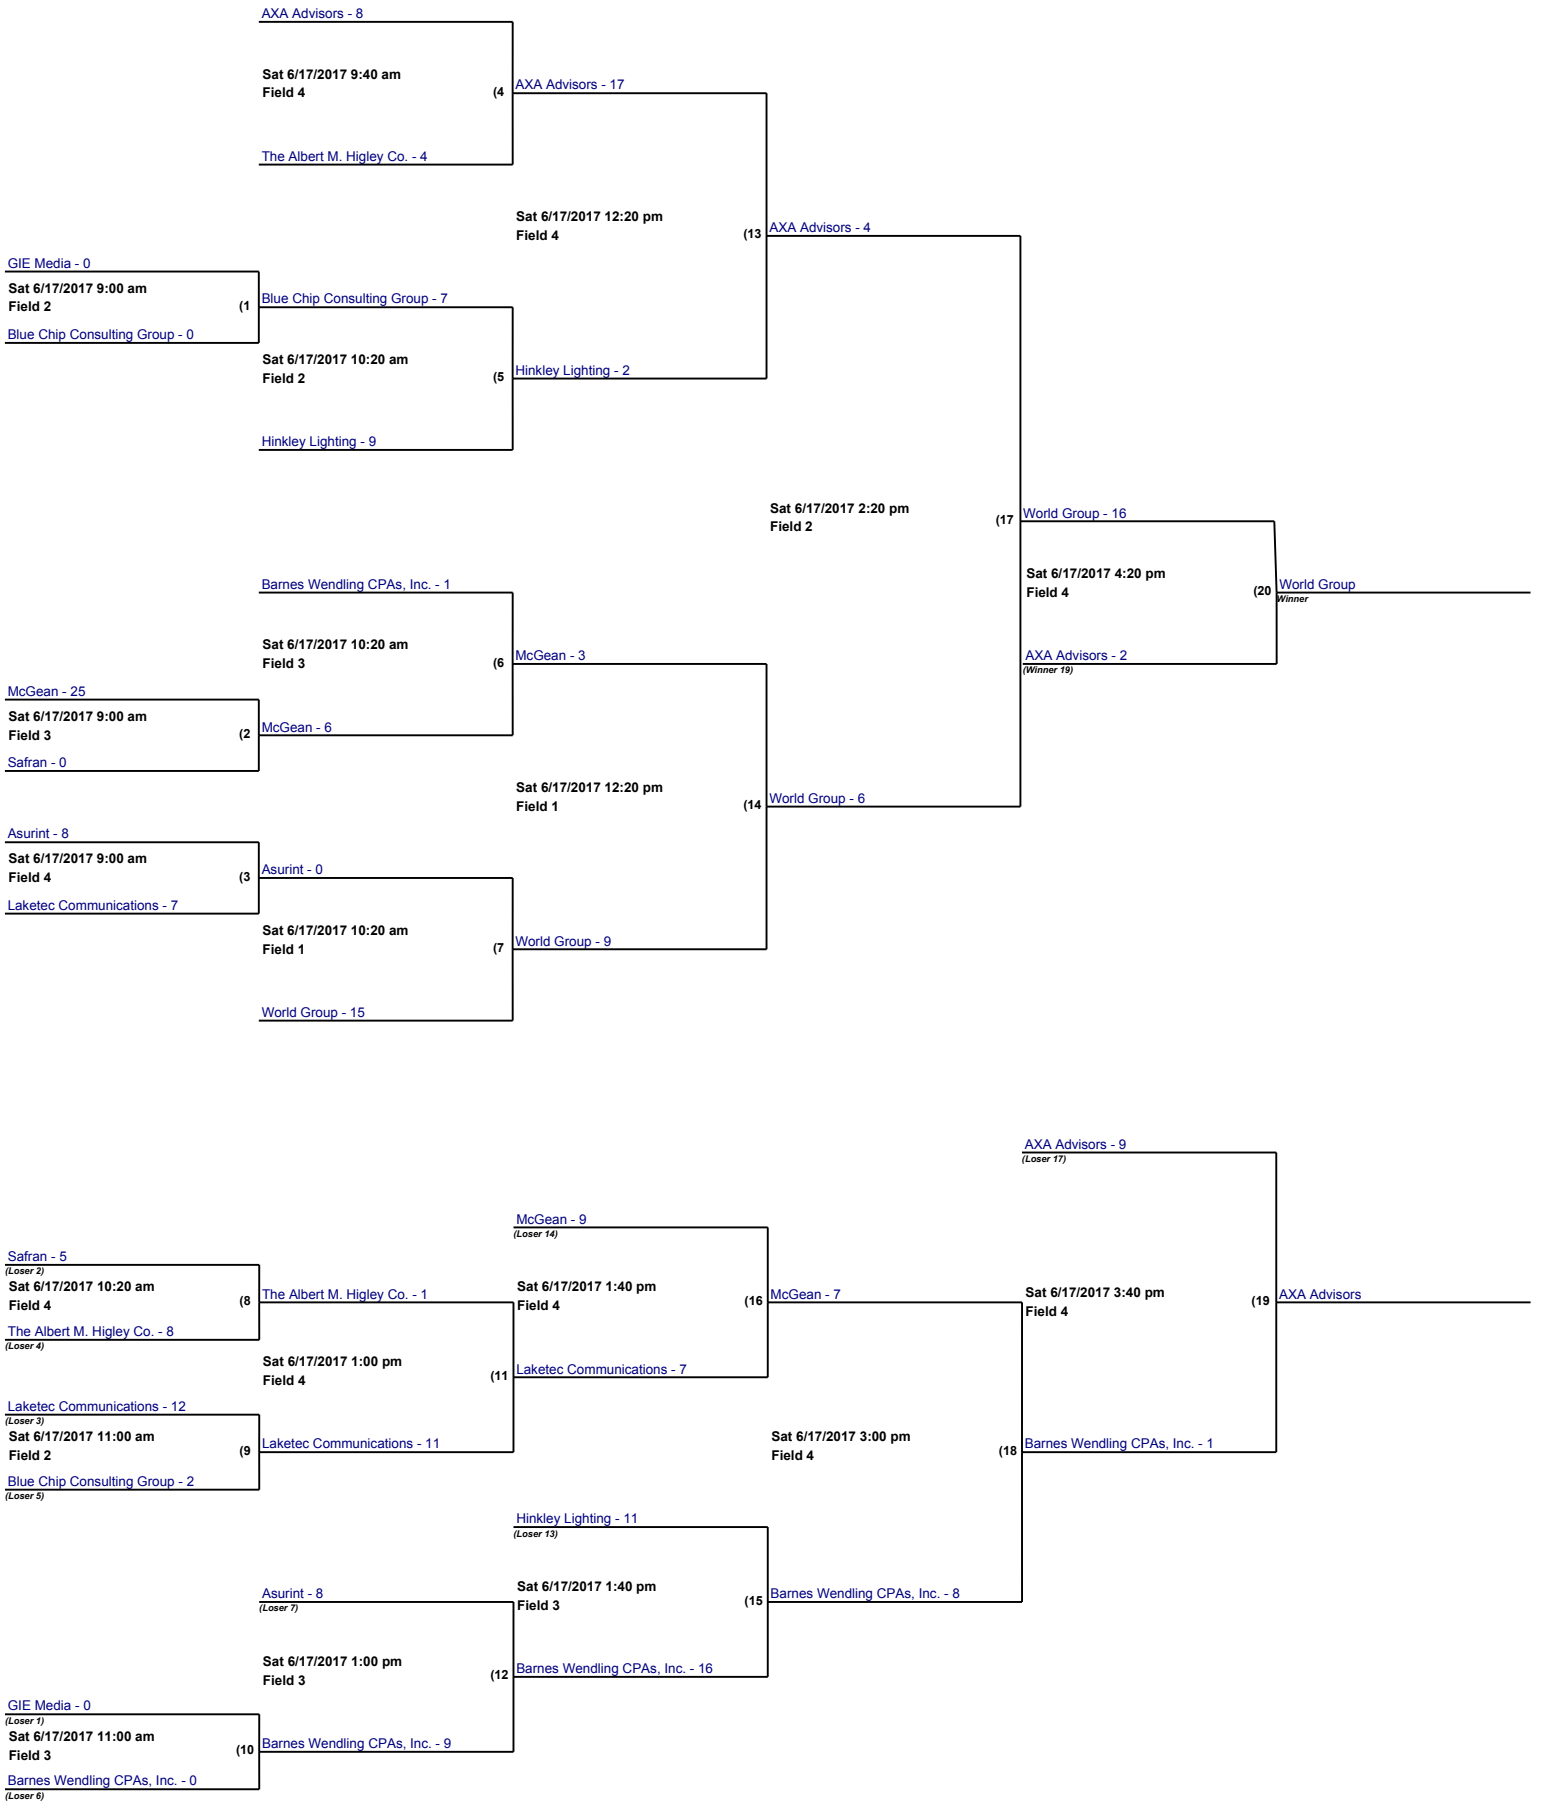 AXA Advisors - 8
Sat 6/17/2017 9:40 am
Field 4
(4
AXA Advisors - 17
The Albert M. Higley Co. - 4
Sat 6/17/2017 12:20 pm
Field 4
(13
AXA Advisors - 4
GIE Media - 0
Sat 6/17/2017 9:00 am
Field 2
(1
Blue Chip Consulting Group - 7
Blue Chip Consulting Group - 0
Sat 6/17/2017 10:20 am
Field 2
(5
Hinkley Lighting - 2
Hinkley Lighting - 9
Sat 6/17/2017 2:20 pm
Field 2
(17
World Group - 16
Barnes Wendling CPAs, Inc. - 1
Sat 6/17/2017 4:20 pm
Field 4
(20
World Group
Winner
Sat 6/17/2017 10:20 am
Field 3
(6
McGean - 3
AXA Advisors - 2
(Winner 19)
McGean - 25
Sat 6/17/2017 9:00 am
Field 3
(2
McGean - 6
Safran - 0
Sat 6/17/2017 12:20 pm
Field 1
(14
World Group - 6
Asurint - 8
Sat 6/17/2017 9:00 am
Field 4
(3
Asurint - 0
Laketec Communications - 7
Sat 6/17/2017 10:20 am
Field 1
(7
World Group - 9
World Group - 15
AXA Advisors - 9
(Loser 17)
McGean - 9
(Loser 14)
Safran - 5
(Loser 2)
Sat 6/17/2017 10:20 am
Field 4
(8
The Albert M. Higley Co. - 1
Sat 6/17/2017 1:40 pm
Field 4
(16
McGean - 7
Sat 6/17/2017 3:40 pm
Field 4
(19
AXA Advisors
The Albert M. Higley Co. - 8
(Loser 4)
Sat 6/17/2017 1:00 pm
Field 4
(11
Laketec Communications - 7
Laketec Communications - 12
(Loser 3)
Sat 6/17/2017 11:00 am
Field 2
(9
Laketec Communications - 11
Sat 6/17/2017 3:00 pm
Field 4
(18
Barnes Wendling CPAs, Inc. - 1
Blue Chip Consulting Group - 2
(Loser 5)
Hinkley Lighting - 11
(Loser 13)
Asurint - 8
(Loser 7)
Sat 6/17/2017 1:40 pm
Field 3
(15
Barnes Wendling CPAs, Inc. - 8
Sat 6/17/2017 1:00 pm
Field 3
(12
Barnes Wendling CPAs, Inc. - 16
GIE Media - 0
(Loser 1)
Sat 6/17/2017 11:00 am
Field 3
(10
Barnes Wendling CPAs, Inc. - 9
Barnes Wendling CPAs, Inc. - 0
(Loser 6)